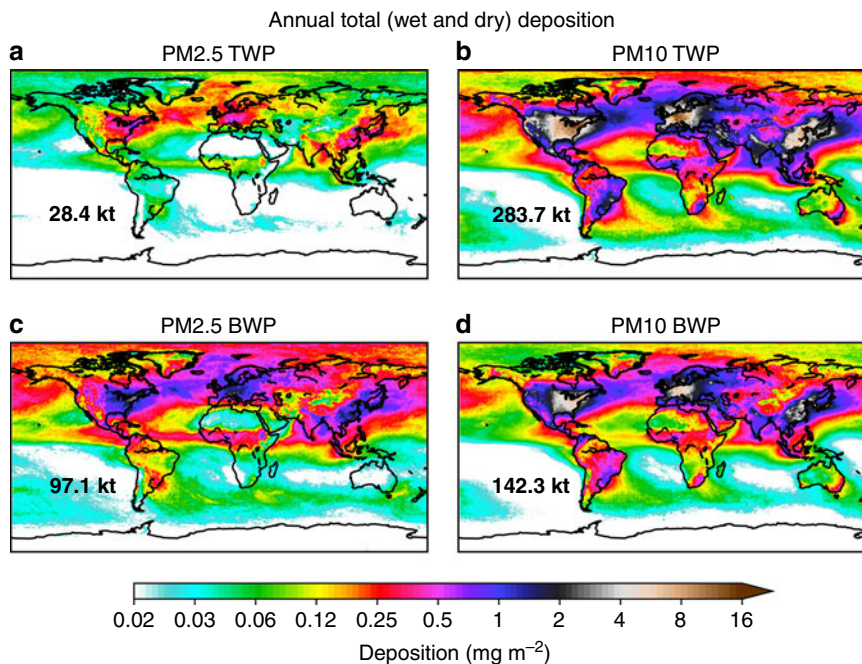 Annual total (wet and dry) deposition
a PM2.5 TWP
28.4 kt
b PM10 TWP
283.7 kt
c PM2.5 BWP
97.1 kt
d PM10 BWP
142.3 kt
0.02 0.03 0.06 0.12 0.25 0.5 1 2 4 8 16
Deposition (mg m⁻²)